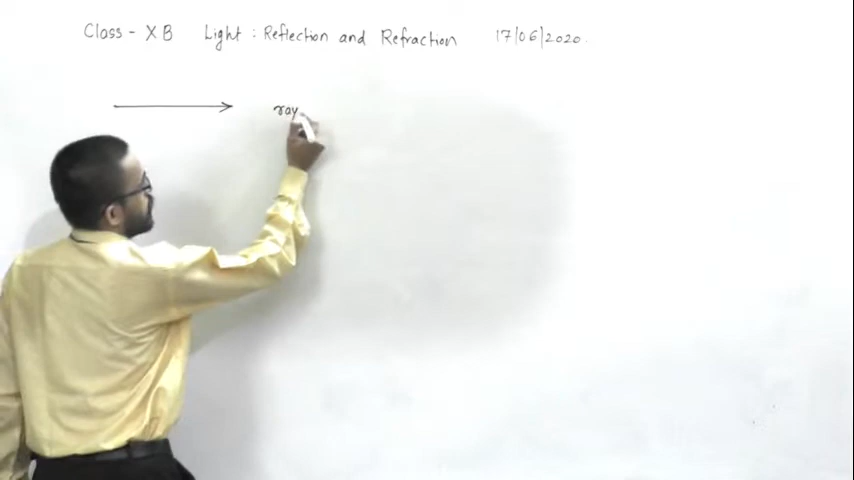 Class - X B Light : Reflection and Refraction 17/06/2020.
ray